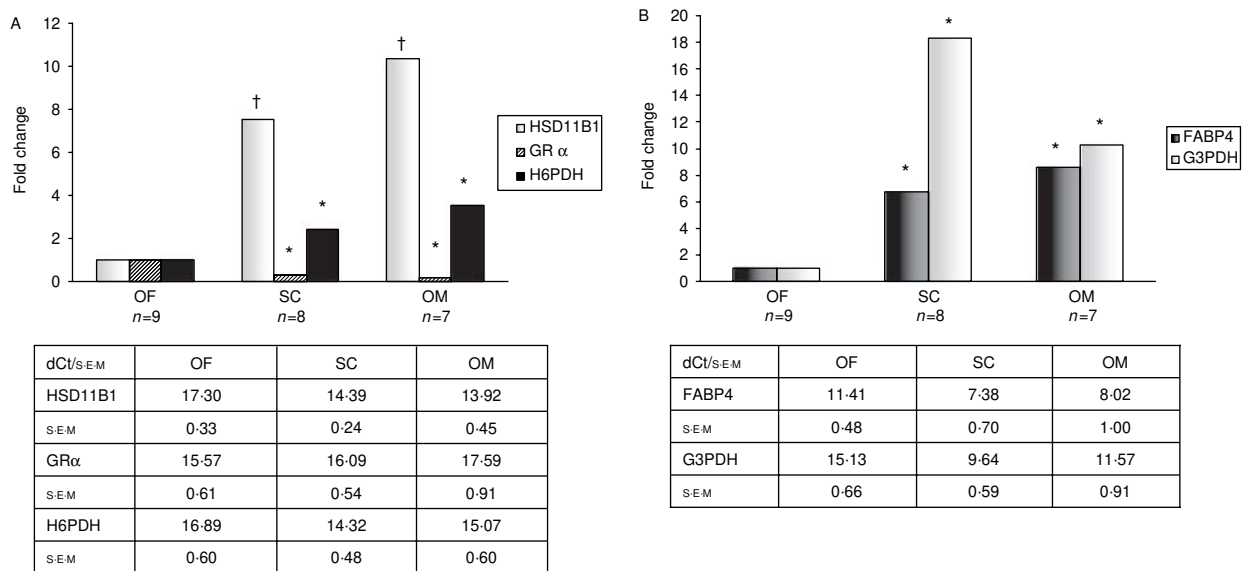 A
Fold change
12
10
8
6
4
2
0
†
†
*
*
*
*
HSD11B1
GR α
H6PDH
OF SC OM
n=9 n=8 n=7
dCt/S·E·M OF SC OM
HSD11B1 17·30 14·39 13·92
S·E·M 0·33 0·24 0·45
GRα 15·57 16·09 17·59
S·E·M 0·61 0·54 0·91
H6PDH 16·89 14·32 15·07
S·E·M 0·60 0·48 0·60
B
Fold change
20
18
16
14
12
10
8
6
4
2
0
*
*
*
*
FABP4
G3PDH
OF SC OM
n=9 n=8 n=7
dCt/S·E·M OF SC OM
FABP4 11·41 7·38 8·02
S·E·M 0·48 0·70 1·00
G3PDH 15·13 9·64 11·57
S·E·M 0·66 0·59 0·91